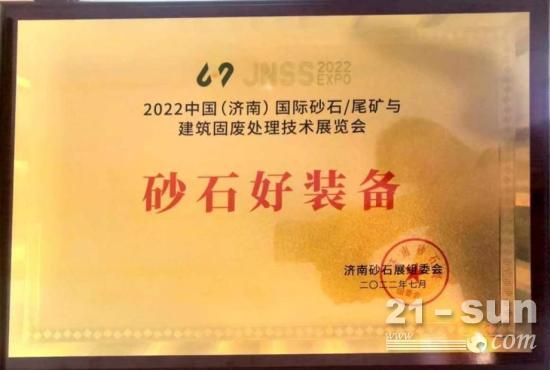 JNSS 2022
EXPO
2022中国(济南)国际砂石/尾矿与
建筑固废处理技术展览会
砂石好装备
济南砂石展组委会
二〇二二年七月
21-sun
.com